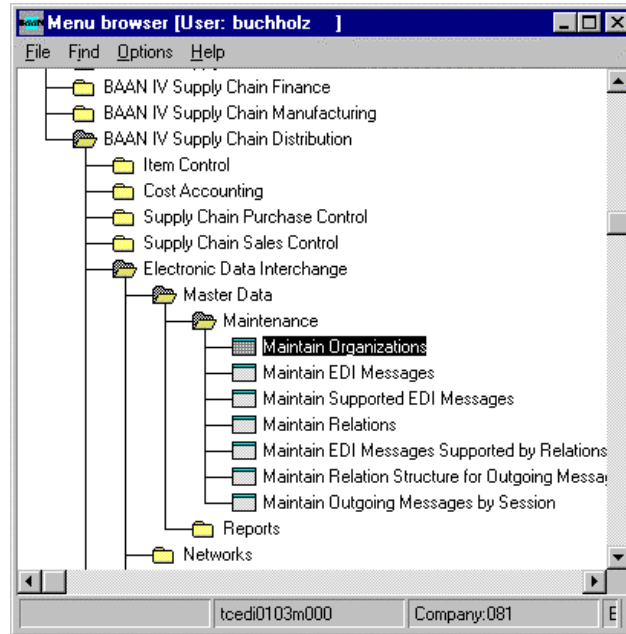 BaaN Menu browser [User: buchholz ]
File Find Options Help
BAAN IV Supply Chain Finance
BAAN IV Supply Chain Manufacturing
BAAN IV Supply Chain Distribution
Item Control
Cost Accounting
Supply Chain Purchase Control
Supply Chain Sales Control
Electronic Data Interchange
Master Data
Maintenance
Maintain Organizations
Maintain EDI Messages
Maintain Supported EDI Messages
Maintain Relations
Maintain EDI Messages Supported by Relations
Maintain Relation Structure for Outgoing Messa
Maintain Outgoing Messages by Session
Reports
Networks
tcedi0103m000 Company:081 E